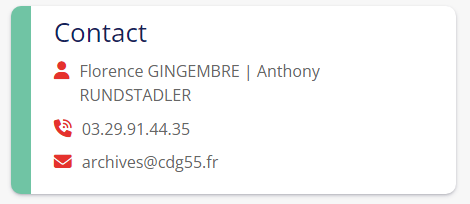 Contact
Florence GINGEMBRE | Anthony
RUNDSTADLER
03.29.91.44.35
archives@cdg55.fr